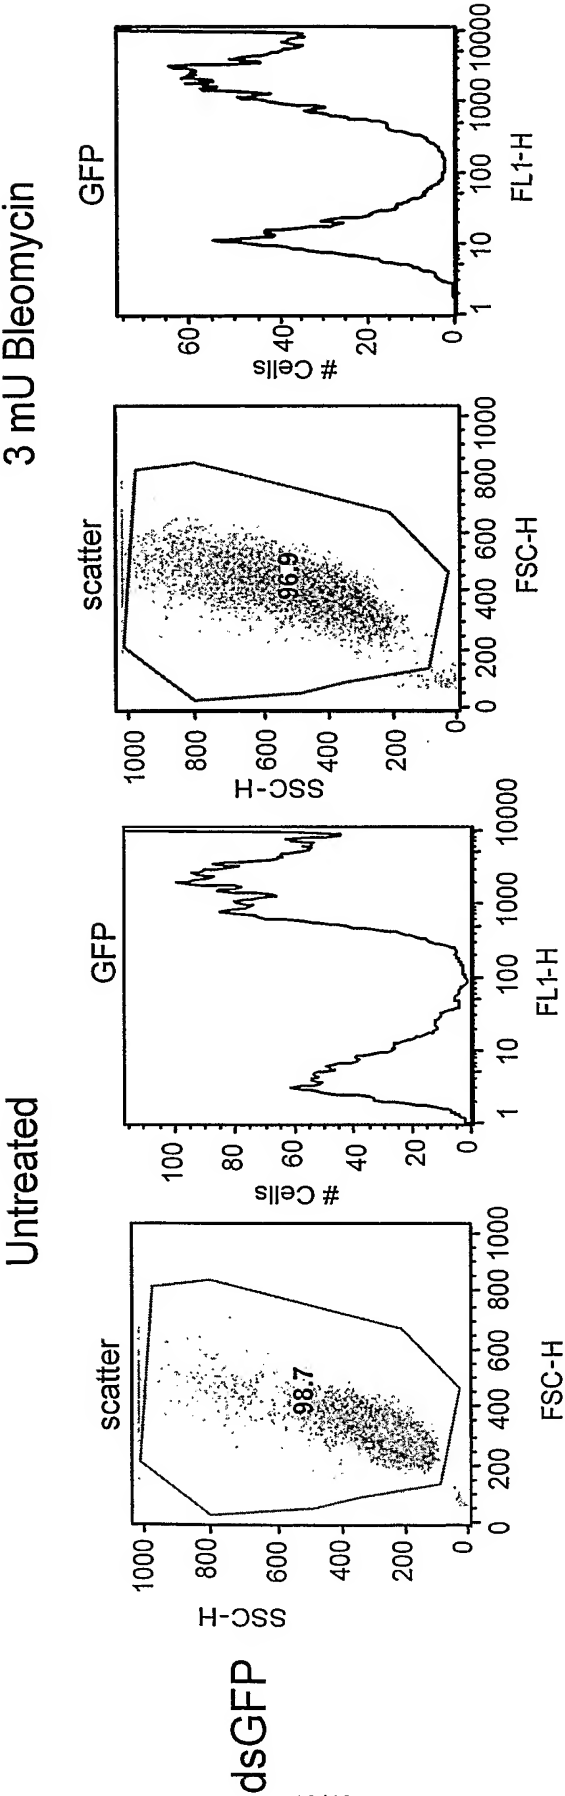 Untreated
3 mU Bleomycin
dsGFP
scatter
1000
800
600
400
200
0
SSC-H
98.7
0 200 400 600 800 1000
FSC-H
GFP
100
80
60
40
20
0
# Cells
1 10 100 1000 10000
FL1-H
scatter
1000
800
600
400
200
0
SSC-H
96.9
0 200 400 600 800 1000
FSC-H
GFP
60
40
20
0
# Cells
1 10 100 1000 10000
FL1-H